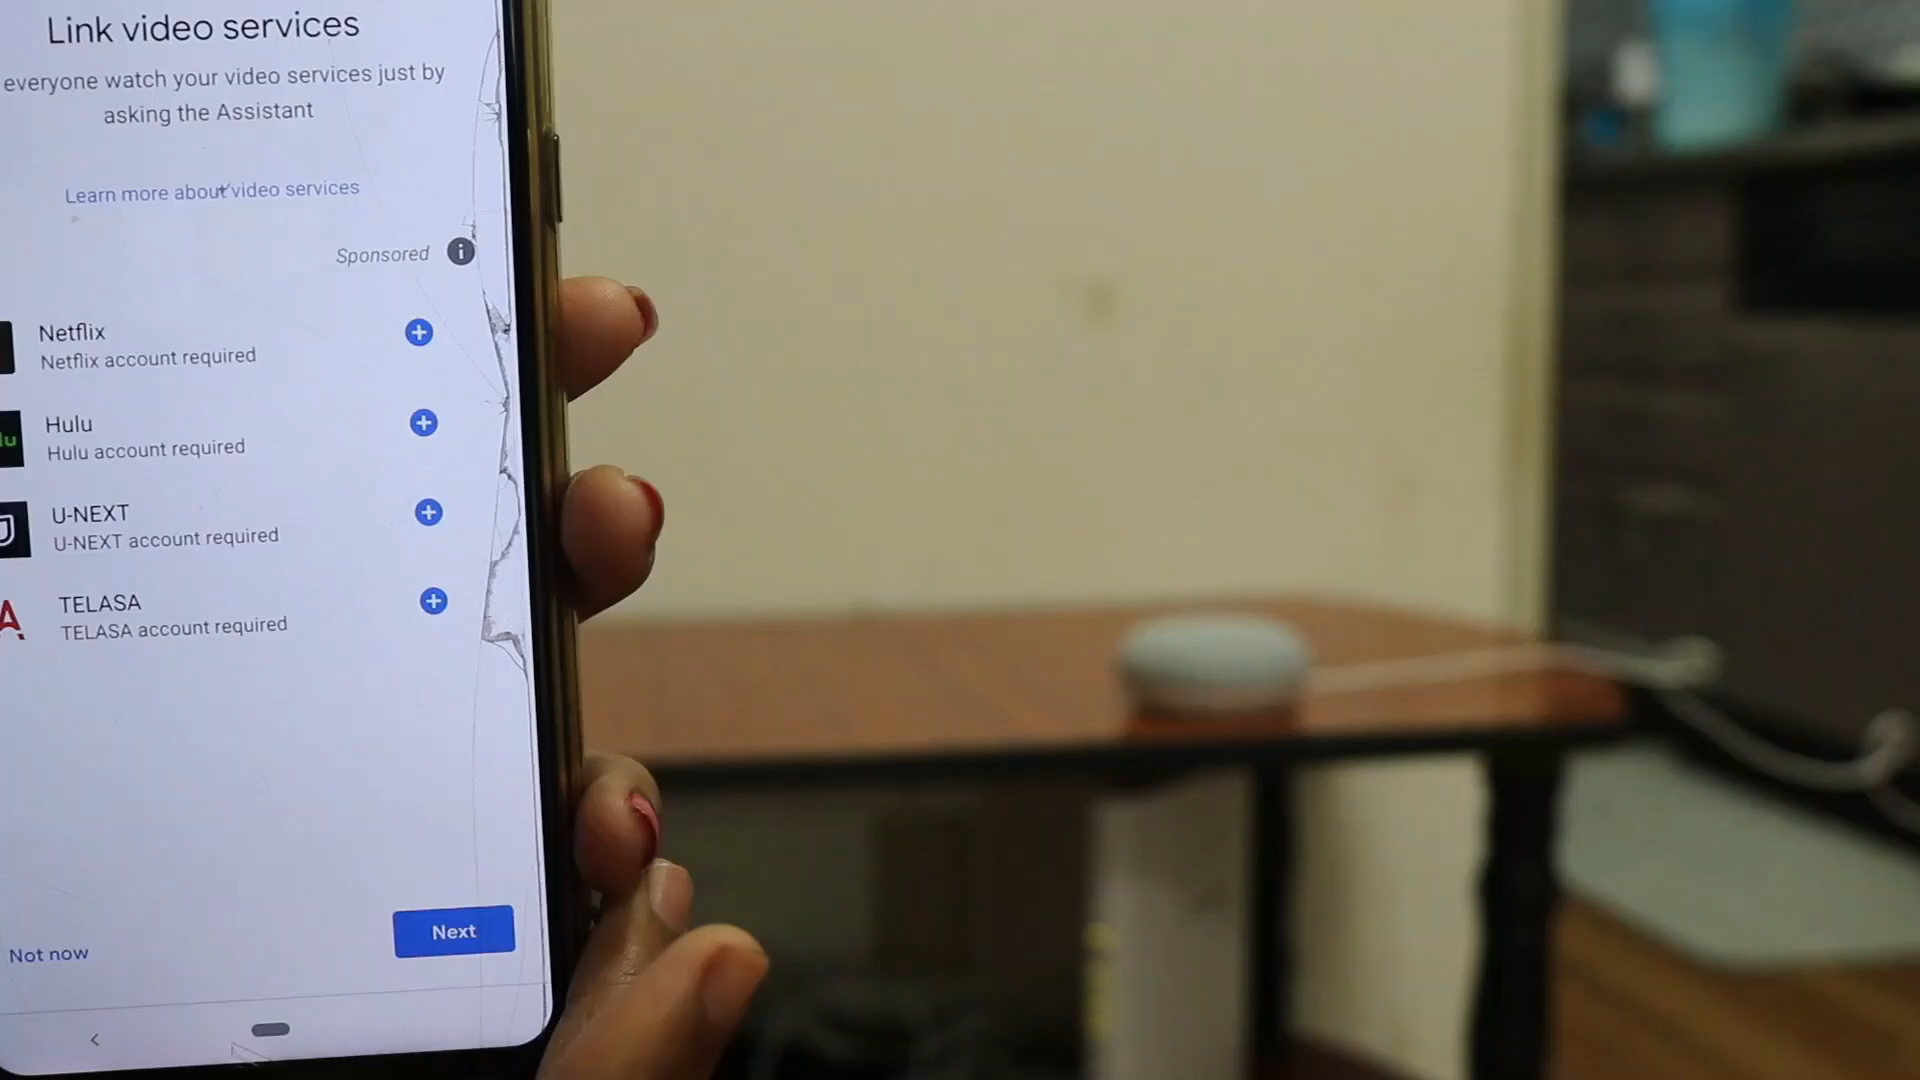 Link video services
everyone watch your video services just by
asking the Assistant
Learn more about video services
Sponsored
Netflix
Netflix account required
Hulu
Hulu account required
U-NEXT
U-NEXT account required
TELASA
TELASA account required
Not now
Next